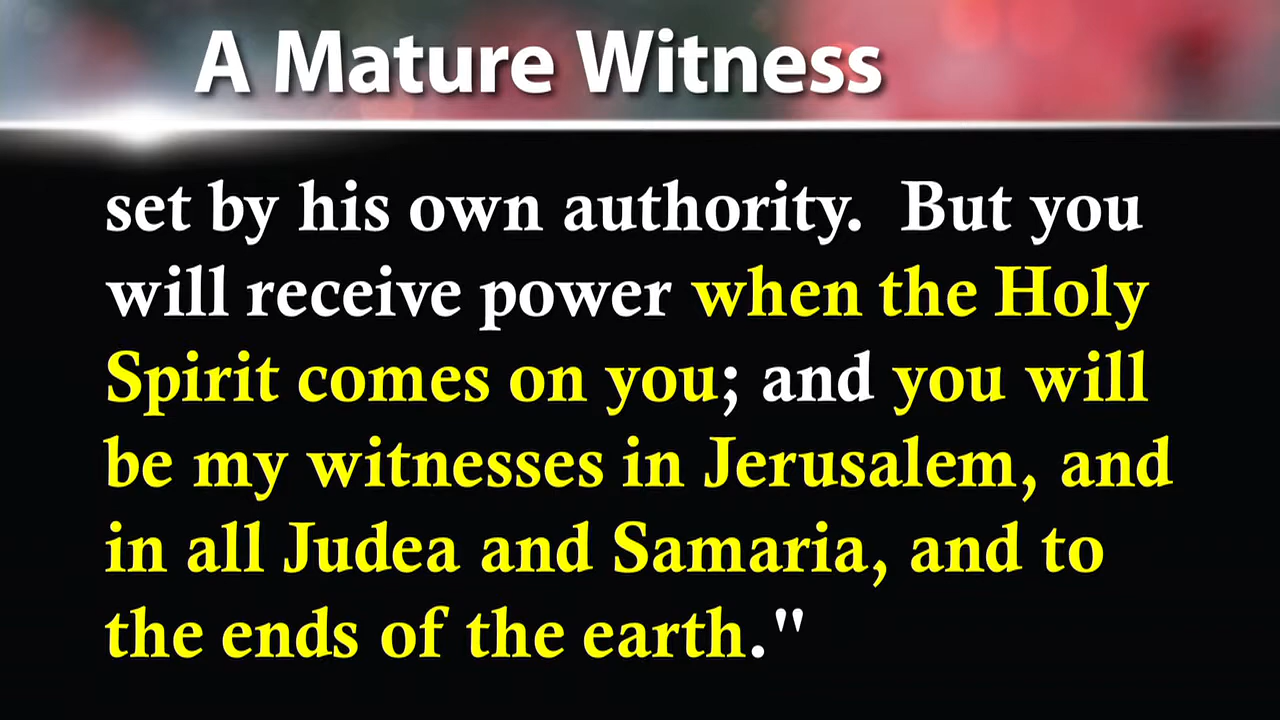 A Mature Witness
set by his own authority.  But you
will receive power when the Holy
Spirit comes on you; and you will
be my witnesses in Jerusalem, and
in all Judea and Samaria, and to
the ends of the earth."